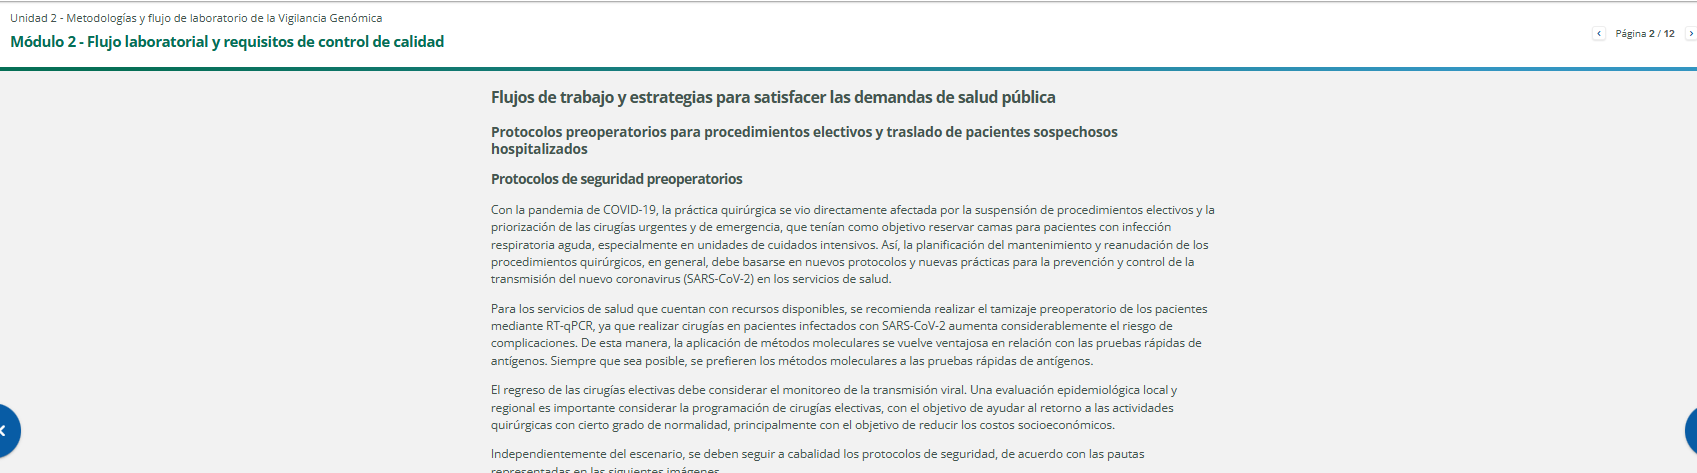 Unidad 2 - Metodologías y flujo de laboratorio de la Vigilancia Genómica
Módulo 2 - Flujo laboratorial y requisitos de control de calidad
Página 2 / 12
Flujos de trabajo y estrategias para satisfacer las demandas de salud pública
Protocolos preoperatorios para procedimientos electivos y traslado de pacientes sospechosos
hospitalizados
Protocolos de seguridad preoperatorios
Con la pandemia de COVID-19, la práctica quirúrgica se vio directamente afectada por la suspensión de procedimientos electivos y la
priorización de las cirugías urgentes y de emergencia, que tenían como objetivo reservar camas para pacientes con infección
respiratoria aguda, especialmente en unidades de cuidados intensivos. Así, la planificación del mantenimiento y reanudación de los
procedimientos quirúrgicos, en general, debe basarse en nuevos protocolos y nuevas prácticas para la prevención y control de la
transmisión del nuevo coronavirus (SARS-CoV-2) en los servicios de salud.
Para los servicios de salud que cuentan con recursos disponibles, se recomienda realizar el tamizaje preoperatorio de los pacientes
mediante RT-qPCR, ya que realizar cirugías en pacientes infectados con SARS-CoV-2 aumenta considerablemente el riesgo de
complicaciones. De esta manera, la aplicación de métodos moleculares se vuelve ventajosa en relación con las pruebas rápidas de
antígenos. Siempre que sea posible, se prefieren los métodos moleculares a las pruebas rápidas de antígenos.
El regreso de las cirugías electivas debe considerar el monitoreo de la transmisión viral. Una evaluación epidemiológica local y
regional es importante considerar la programación de cirugías electivas, con el objetivo de ayudar al retorno a las actividades
quirúrgicas con cierto grado de normalidad, principalmente con el objetivo de reducir los costos socioeconómicos.
Independientemente del escenario, se deben seguir a cabalidad los protocolos de seguridad, de acuerdo con las pautas
representadas en las siguientes imágenes.